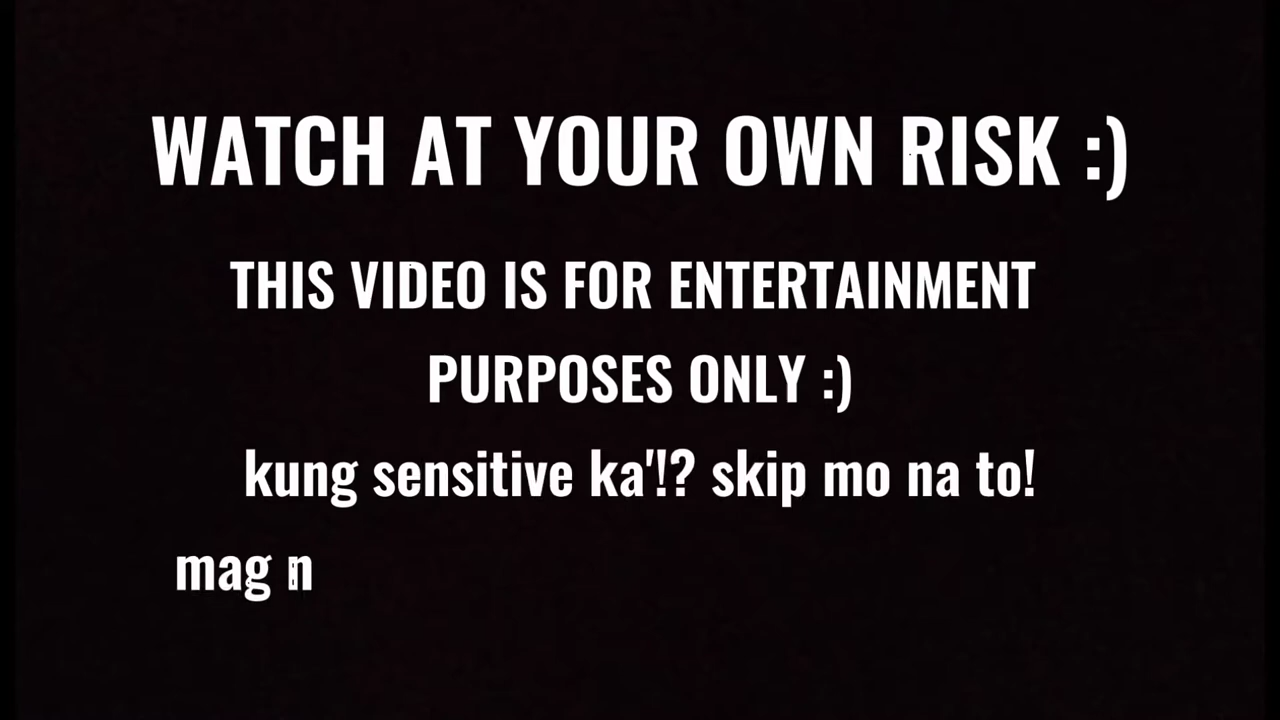 WATCH AT YOUR OWN RISK :)
THIS VIDEO IS FOR ENTERTAINMENT
PURPOSES ONLY :)
kung sensitive ka'!? skip mo na to!
mag n